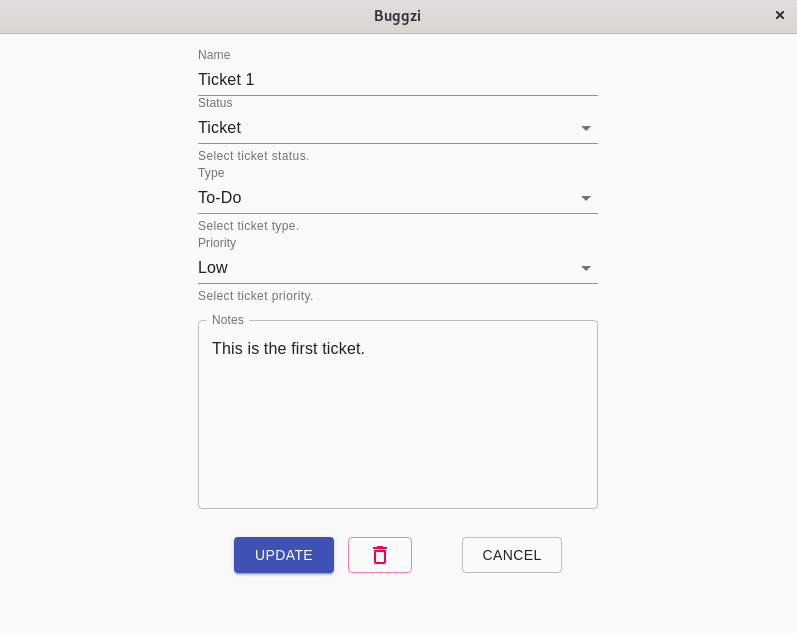 Buggzi
Name
Ticket 1
Status
Ticket
Select ticket status.
Type
To-Do
Select ticket type.
Priority
Low
Select ticket priority.
Notes
This is the first ticket.
UPDATE
CANCEL